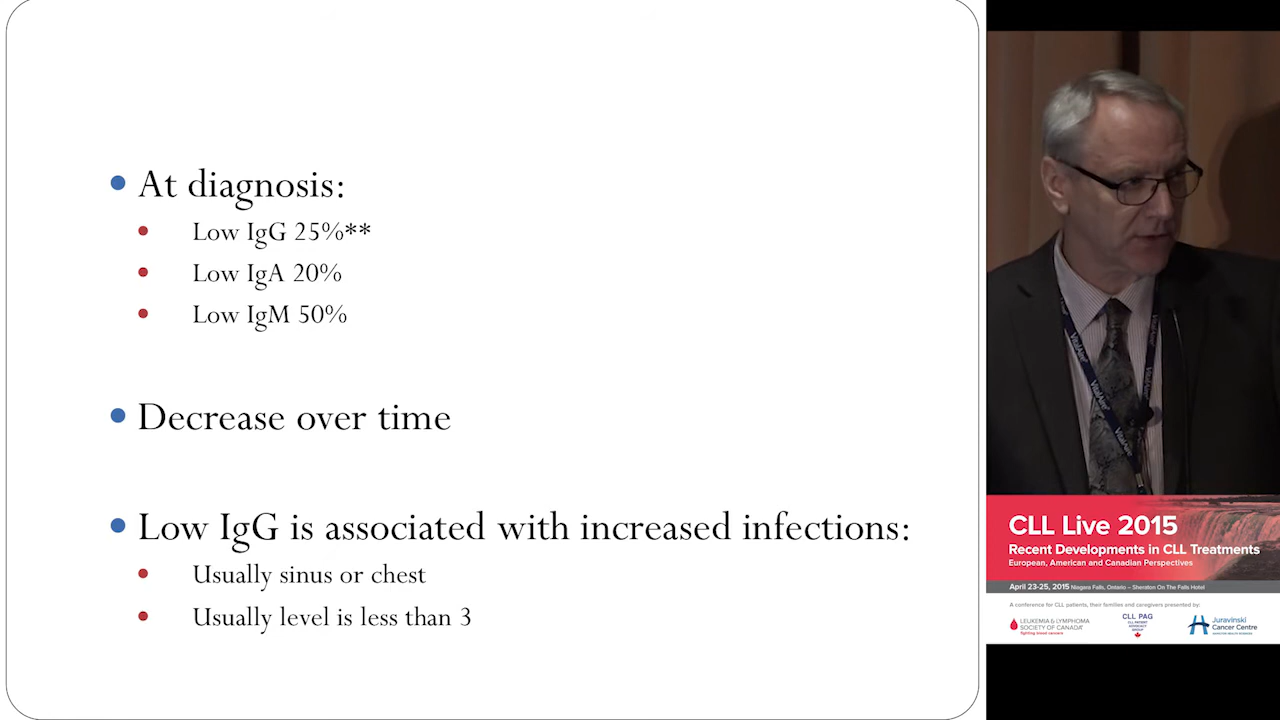 At diagnosis:
Low IgG 25%**
Low IgA 20%
Low IgM 50%
Decrease over time
Low IgG is associated with increased infections:
Usually sinus or chest
Usually level is less than 3
VitalAire
VitalAire
CLL Live 2015
Recent Developments in CLL Treatments
European, American and Canadian Perspectives
April 23-25, 2015 Niagara Falls, Ontario – Sheraton On The Falls Hotel
A conference for CLL patients, their families and caregivers presented by:
LEUKEMIA & LYMPHOMA
SOCIETY OF CANADA
fighting blood cancers
CLL PAG
CLL PATIENT
ADVOCACY
GROUP
Juravinski
Cancer Centre